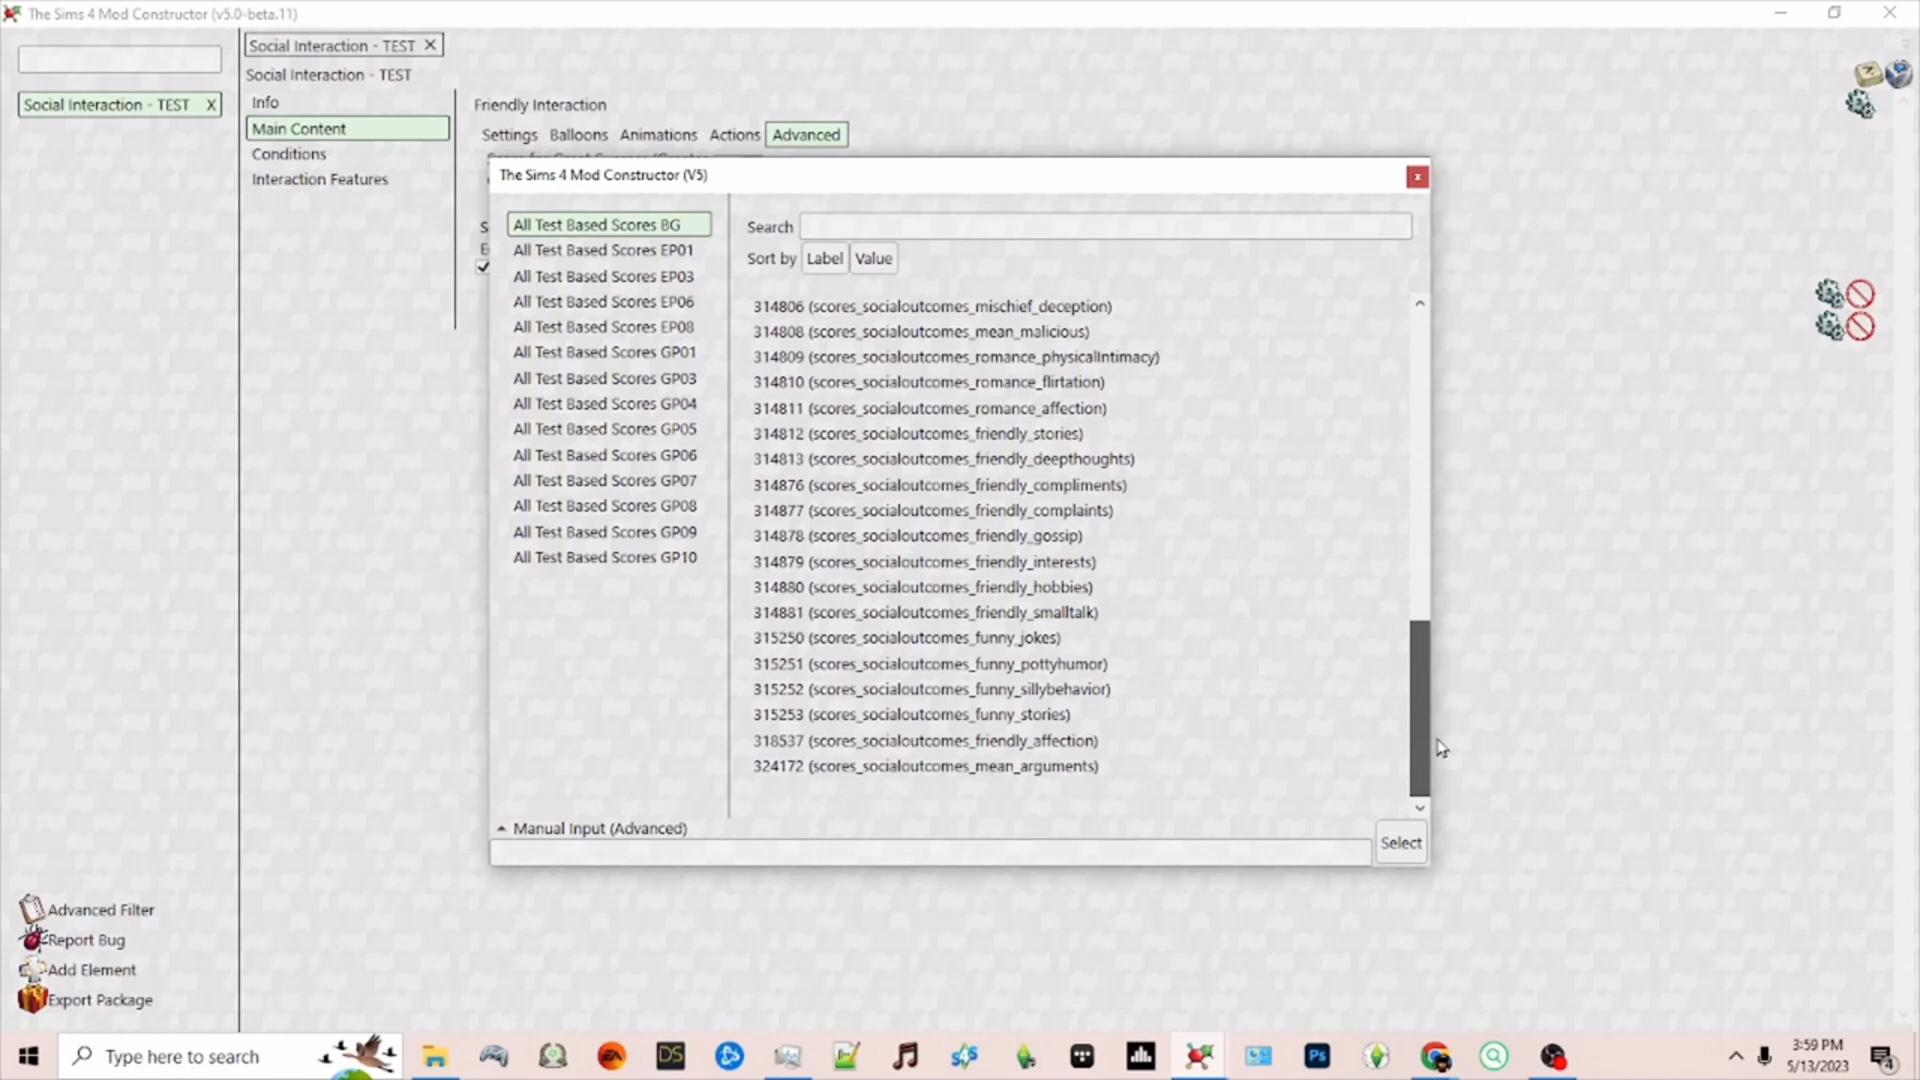 The Sims 4 Mod Constructor (v5.0-beta.11)
Social Interaction - TEST X
Social Interaction - TEST
Social Interaction - TEST X
Info
Main Content
Conditions
Interaction Features
Friendly Interaction
Settings Balloons Animations Actions Advanced
The Sims 4 Mod Constructor (V5)
x
All Test Based Scores BG
All Test Based Scores EP01
All Test Based Scores EP03
All Test Based Scores EP06
All Test Based Scores EP08
All Test Based Scores GP01
All Test Based Scores GP03
All Test Based Scores GP04
All Test Based Scores GP05
All Test Based Scores GP06
All Test Based Scores GP07
All Test Based Scores GP08
All Test Based Scores GP09
All Test Based Scores GP10
Search
Sort by Label Value
314806 (scores_socialoutcomes_mischief_deception)
314808 (scores_socialoutcomes_mean_malicious)
314809 (scores_socialoutcomes_romance_physicalIntimacy)
314810 (scores_socialoutcomes_romance_flirtation)
314811 (scores_socialoutcomes_romance_affection)
314812 (scores_socialoutcomes_friendly_stories)
314813 (scores_socialoutcomes_friendly_deepthoughts)
314876 (scores_socialoutcomes_friendly_compliments)
314877 (scores_socialoutcomes_friendly_complaints)
314878 (scores_socialoutcomes_friendly_gossip)
314879 (scores_socialoutcomes_friendly_interests)
314880 (scores_socialoutcomes_friendly_hobbies)
314881 (scores_socialoutcomes_friendly_smalltalk)
315250 (scores_socialoutcomes_funny_jokes)
315251 (scores_socialoutcomes_funny_pottyhumor)
315252 (scores_socialoutcomes_funny_sillybehavior)
315253 (scores_socialoutcomes_funny_stories)
318537 (scores_socialoutcomes_friendly_affection)
324172 (scores_socialoutcomes_mean_arguments)
Manual Input (Advanced)
Select
Advanced Filter
Report Bug
Add Element
Export Package
Type here to search
EA
DS
S4S
Ps
3:59 PM
5/13/2023
4